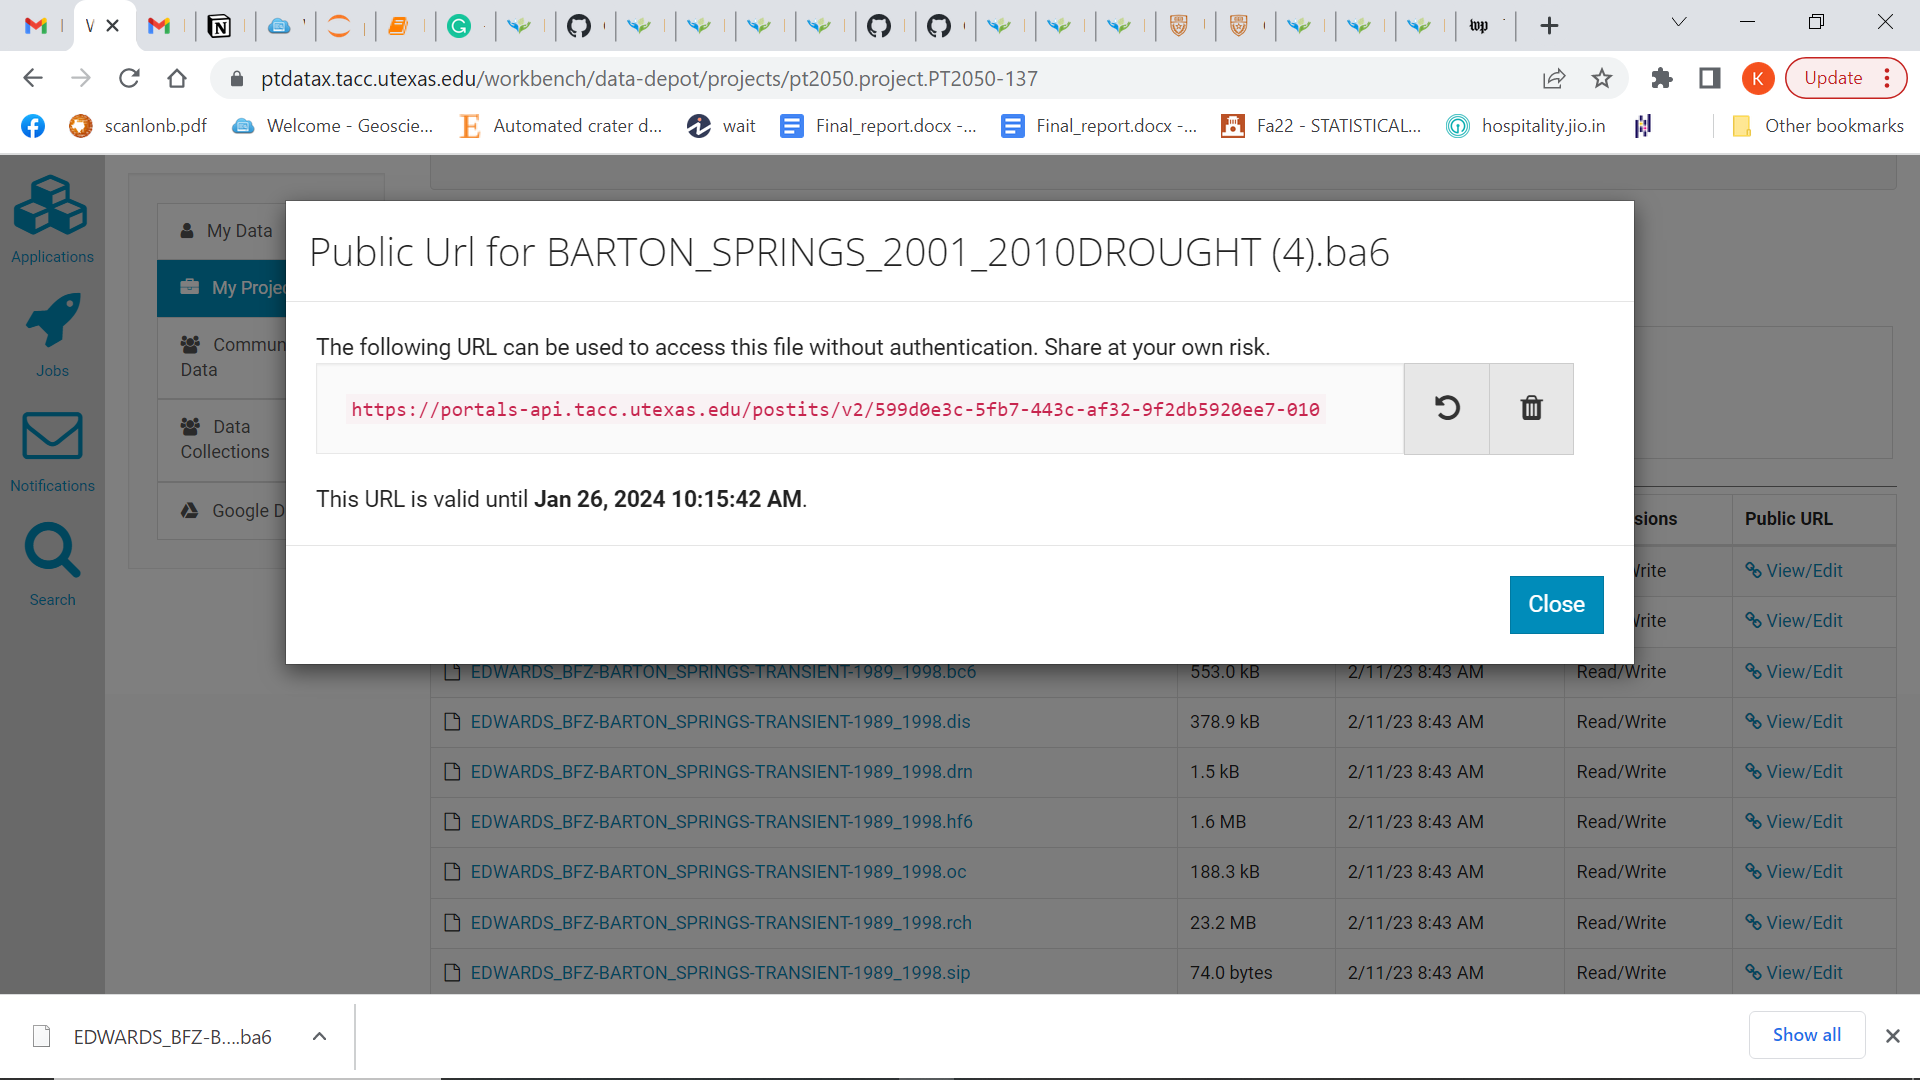 ptdatax.tacc.utexas.edu/workbench/data-depot/projects/pt2050.project.PT2050-137
K
Update
scanlonb.pdf
Welcome - Geoscie...
Automated crater d...
wait
Final_report.docx -...
Final_report.docx -...
Fa22 - STATISTICAL...
hospitality.jio.in
Other bookmarks
Applications
Jobs
Notifications
Search
My Data
My Projec
Commun
Data
Data
Collections
Google D
Public Url for BARTON_SPRINGS_2001_2010DROUGHT (4).ba6
The following URL can be used to access this file without authentication. Share at your own risk.
https://portals-api.tacc.utexas.edu/postits/v2/599d0e3c-5fb7-443c-af32-9f2db5920ee7-010
This URL is valid until Jan 26, 2024 10:15:42 AM.
Close
sions Public URL
Write View/Edit
Write View/Edit
EDWARDS_BFZ-BARTON_SPRINGS-TRANSIENT-1989_1998.bc6 553.0 kB 2/11/23 8:43 AM Read/Write View/Edit
EDWARDS_BFZ-BARTON_SPRINGS-TRANSIENT-1989_1998.dis 378.9 kB 2/11/23 8:43 AM Read/Write View/Edit
EDWARDS_BFZ-BARTON_SPRINGS-TRANSIENT-1989_1998.drn 1.5 kB 2/11/23 8:43 AM Read/Write View/Edit
EDWARDS_BFZ-BARTON_SPRINGS-TRANSIENT-1989_1998.hf6 1.6 MB 2/11/23 8:43 AM Read/Write View/Edit
EDWARDS_BFZ-BARTON_SPRINGS-TRANSIENT-1989_1998.oc 188.3 kB 2/11/23 8:43 AM Read/Write View/Edit
EDWARDS_BFZ-BARTON_SPRINGS-TRANSIENT-1989_1998.rch 23.2 MB 2/11/23 8:43 AM Read/Write View/Edit
EDWARDS_BFZ-BARTON_SPRINGS-TRANSIENT-1989_1998.sip 74.0 bytes 2/11/23 8:43 AM Read/Write View/Edit
EDWARDS_BFZ-B....ba6
Show all